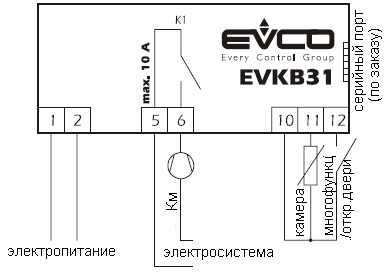 K1
max. 10 A
EVCO
Every Control Group
EVKB31
серийный порт
(по заказу)
1 2 5 6 10 11 12
Км
камера
многофункц
/откр.двери
электропитание
электросистема